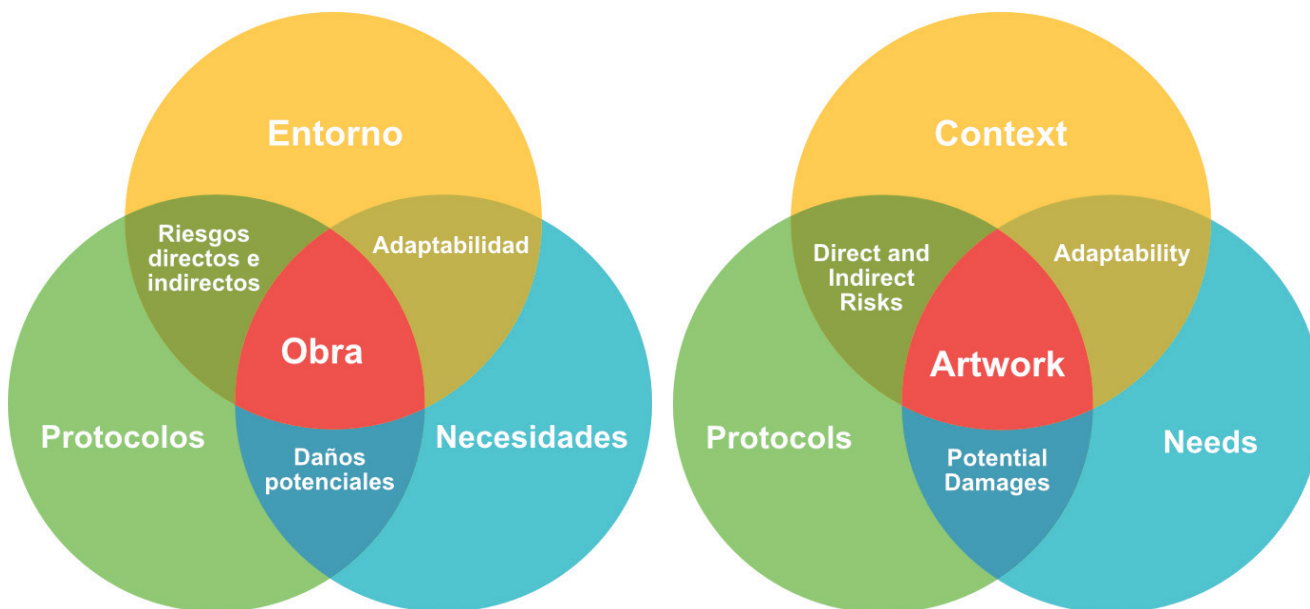 Entorno
Riesgos
directos e
indirectos
Adaptabilidad
Obra
Protocolos
Necesidades
Daños
potenciales
Context
Direct and
Indirect
Risks
Adaptability
Artwork
Protocols
Needs
Potential
Damages